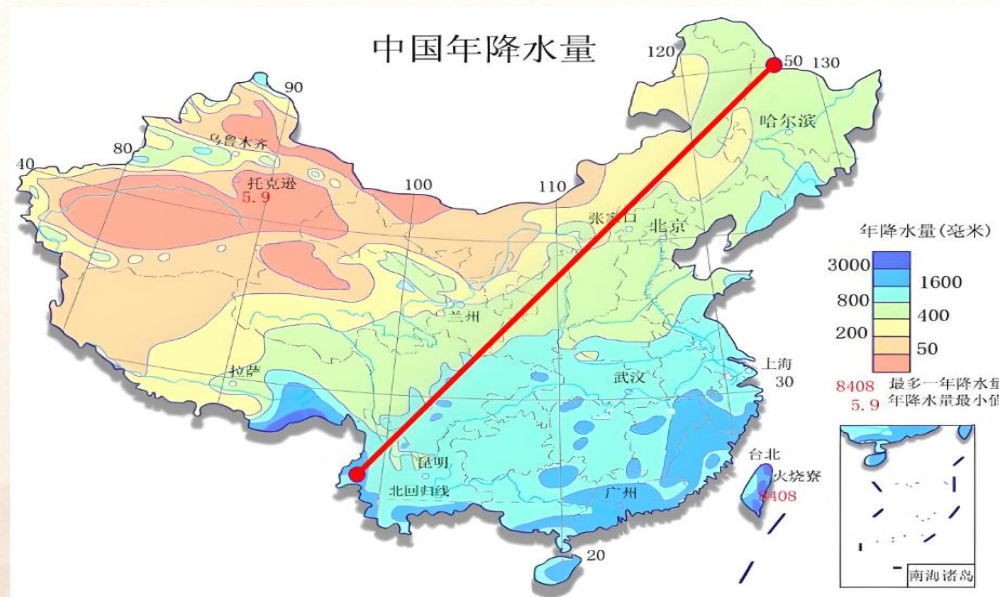 中国年降水量
120
50
130
90
哈尔滨
乌鲁木齐
80
40
托克逊
5.9
100
110
张家口
北京
年降水量(毫米)
3000
1600
800
400
200
50
兰州
拉萨
武汉
上海
30
8408 最多一年降水量
5.9 年降水量最小值
昆明
北回归线
广州
台北
火烧寮
8408
20
南海诸岛